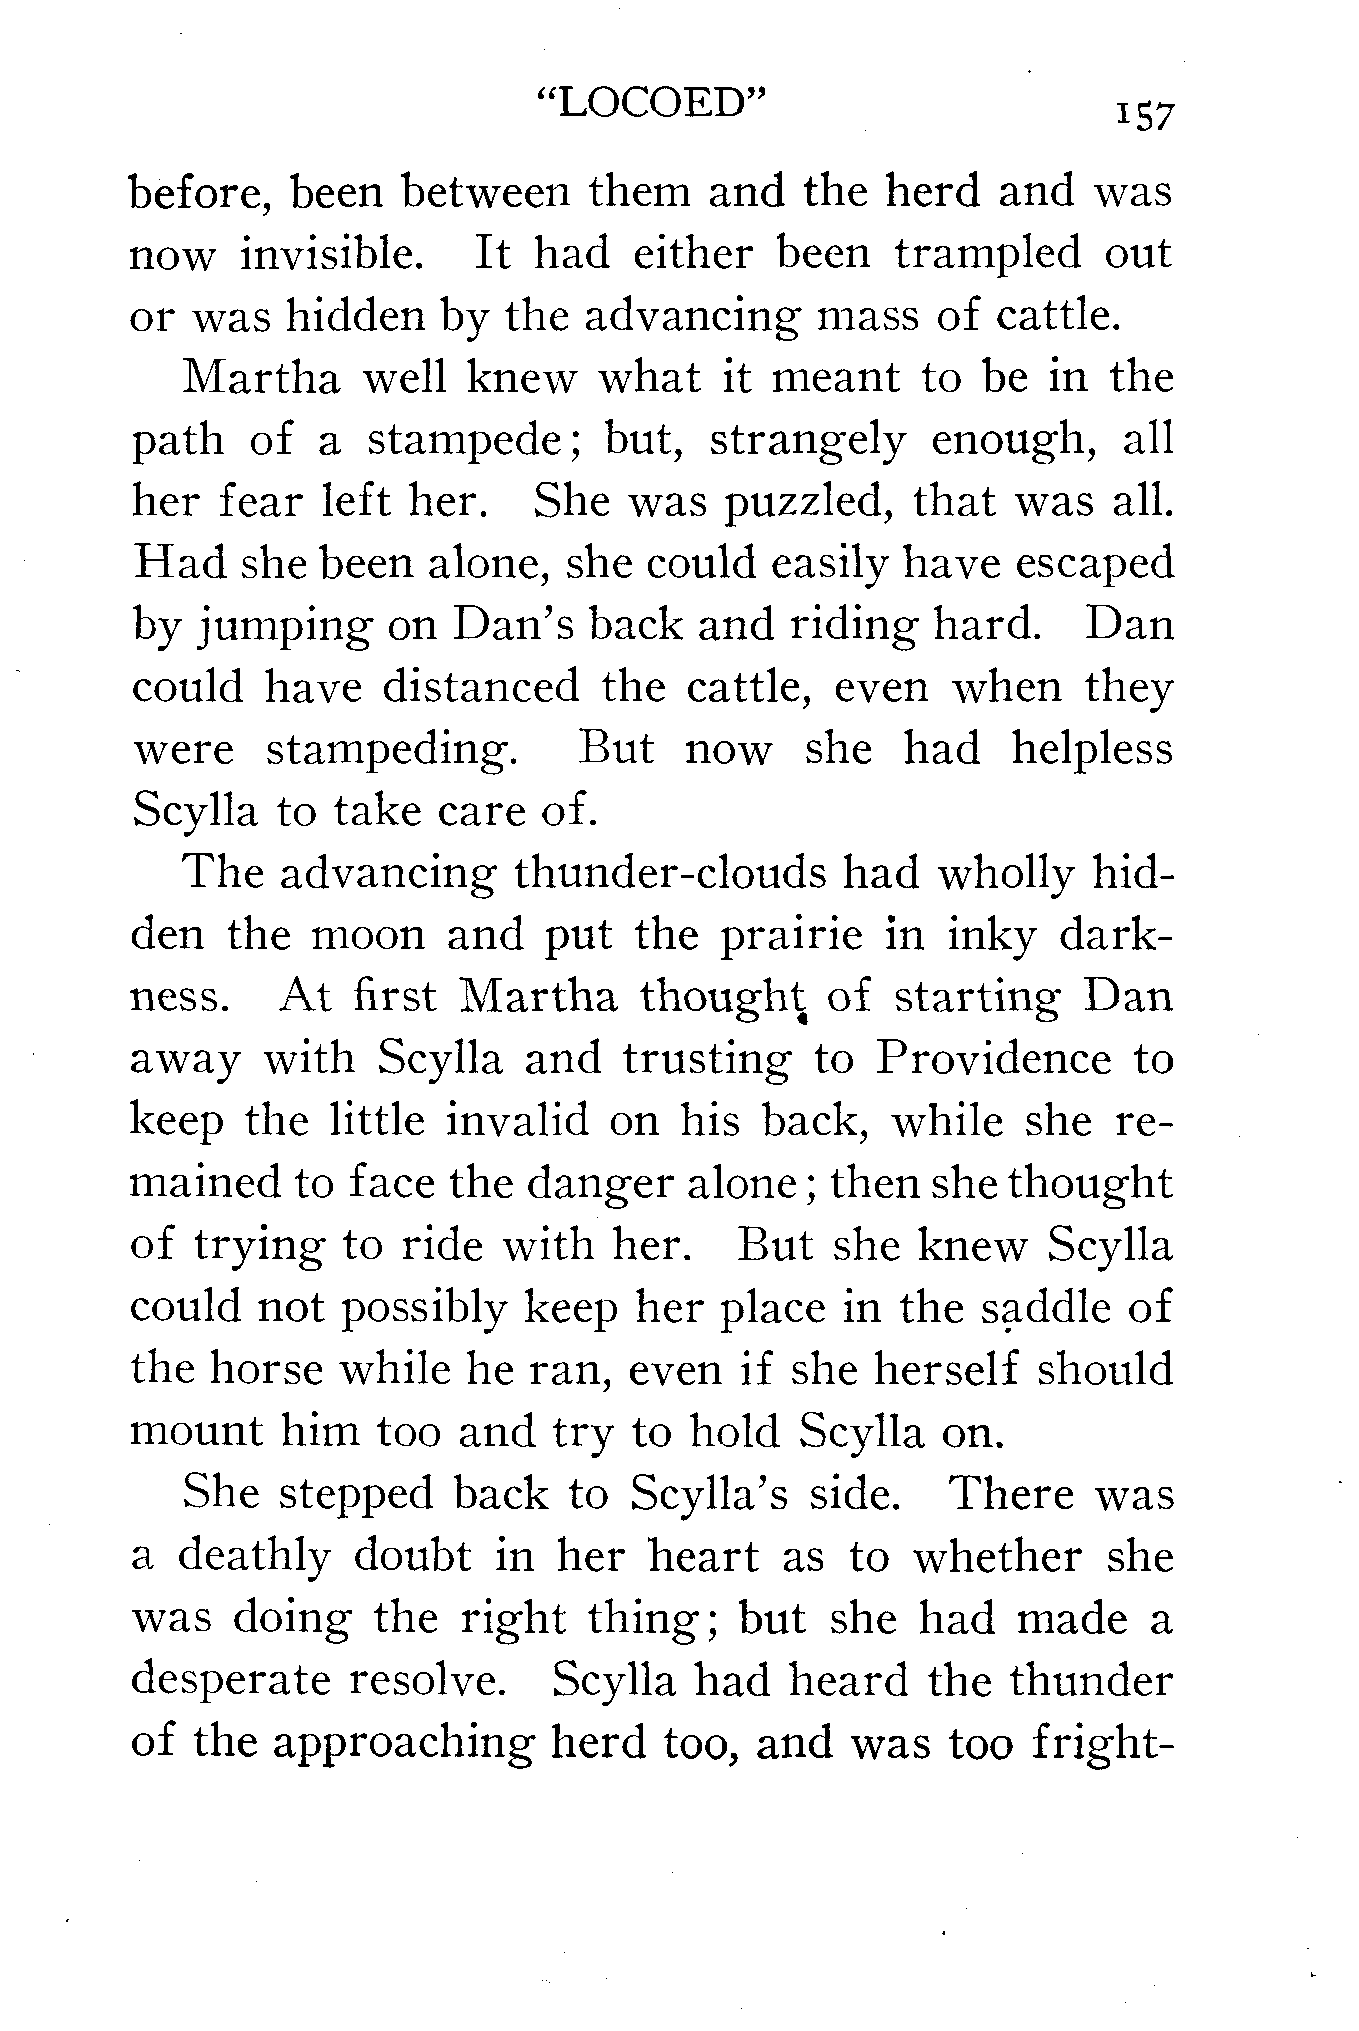 "LOCOED" 157
before, been between them and the herd and was
now invisible. It had either been trampled out
or was hidden by the advancing mass of cattle.
Martha well knew what it meant to be in the
path of a stampede; but, strangely enough, all
her fear left her. She was puzzled, that was all.
Had she been alone, she could easily have escaped
by jumping on Dan's back and riding hard. Dan
could have distanced the cattle, even when they
were stampeding. But now she had helpless
Scylla to take care of.
The advancing thunder-clouds had wholly hid-
den the moon and put the prairie in inky dark-
ness. At first Martha thought of starting Dan
away with Scylla and trusting to Providence to
keep the little invalid on his back, while she re-
mained to face the danger alone; then she thought
of trying to ride with her. But she knew Scylla
could not possibly keep her place in the saddle of
the horse while he ran, even if she herself should
mount him too and try to hold Scylla on.
She stepped back to Scylla's side. There was
a deathly doubt in her heart as to whether she
was doing the right thing; but she had made a
desperate resolve. Scylla had heard the thunder
of the approaching herd too, and was too fright-